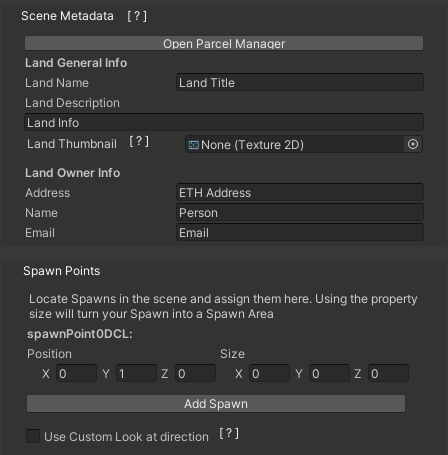 Scene Metadata [ ? ]
Open Parcel Manager
Land General Info
Land Name Land Title
Land Description
Land Info
Land Thumbnail [ ? ] None (Texture 2D)
Land Owner Info
Address ETH Address
Name Person
Email Email
Spawn Points
Locate Spawns in the scene and assign them here. Using the property
size will turn your Spawn into a Spawn Area
spawnPoint0DCL:
Position Size
X 0 Y 1 Z 0 X 0 Y 0 Z 0
Add Spawn
Use Custom Look at direction [ ? ]